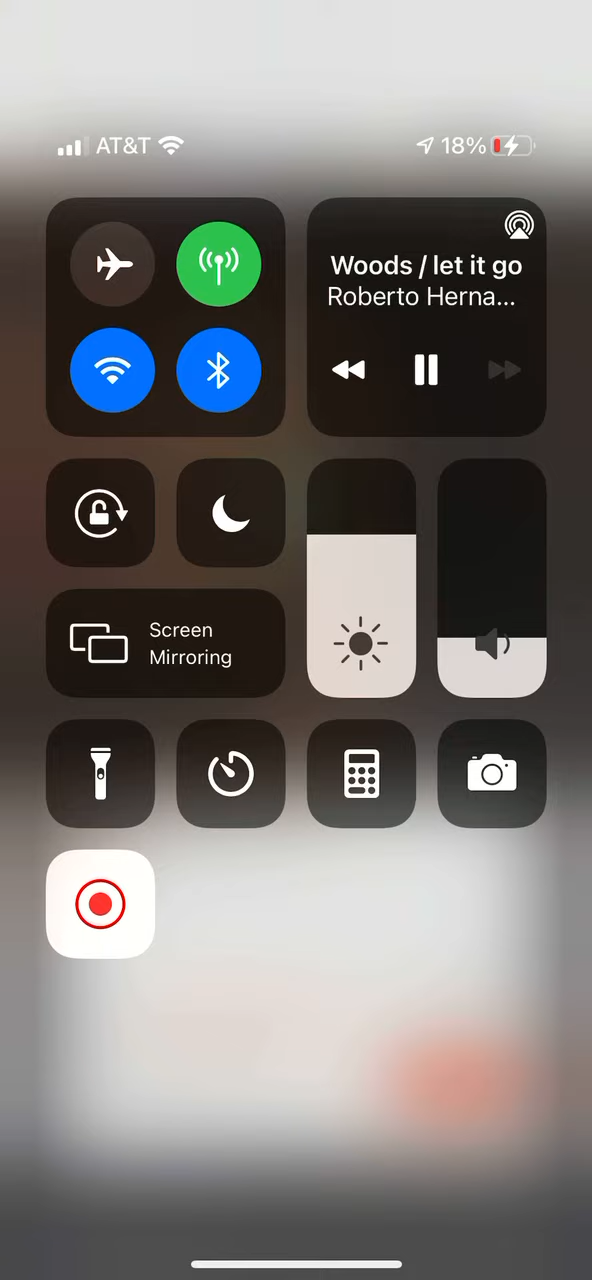 AT&T
18%
Woods / let it go
Roberto Herna...
Screen
Mirroring